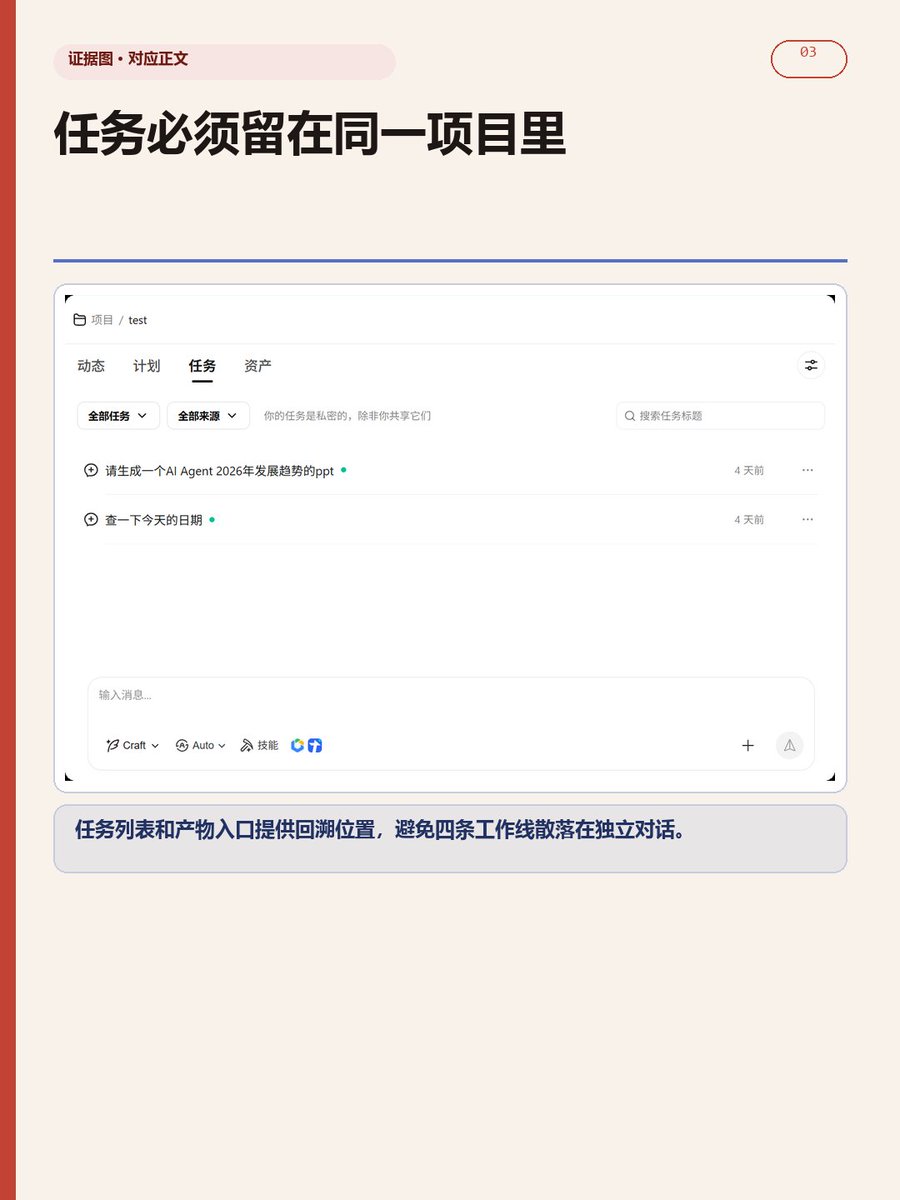 证据图·对应正文
03
任务必须留在同一项目里
项目 / test
动态 计划 任务 资产
全部任务 全部来源 你的任务是私密的，除非你共享它们 搜索任务标题
请生成一个AI Agent 2026年发展趋势的ppt 4 天前
查一下今天的日期 4 天前
输入消息...
Craft Auto 技能
任务列表和产物入口提供回溯位置，避免四条工作线散落在独立对话。